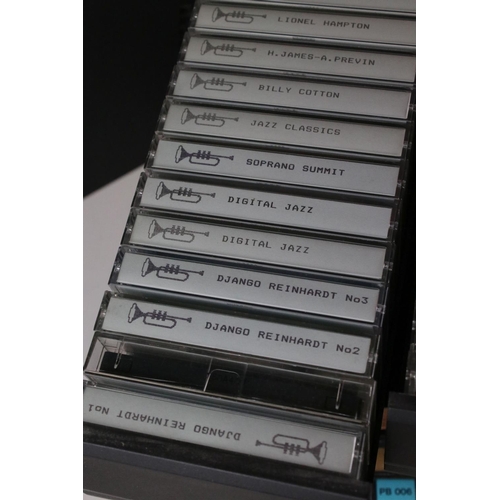 LIONEL HAMPTON
H.JAMES-A.PREVIN
BILLY COTTON
JAZZ CLASSICS
SOPRANO SUMMIT
DIGITAL JAZZ
DIGITAL JAZZ
DJANGO REINHARDT No3
DJANGO REINHARDT No2
DJANGO REINHARDT No1
PB 006